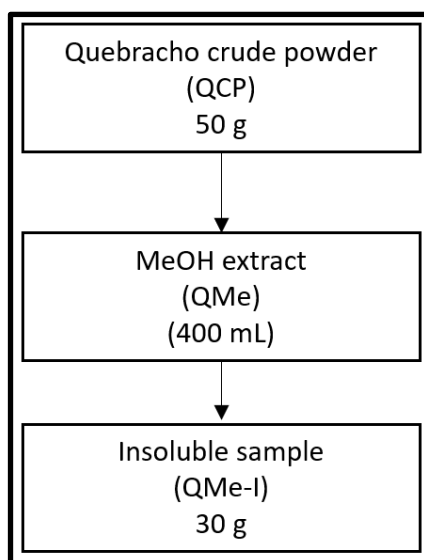 Quebracho crude powder
(QCP)
50 g
MeOH extract
(QMe)
(400 mL)
Insoluble sample
(QMe-I)
30 g